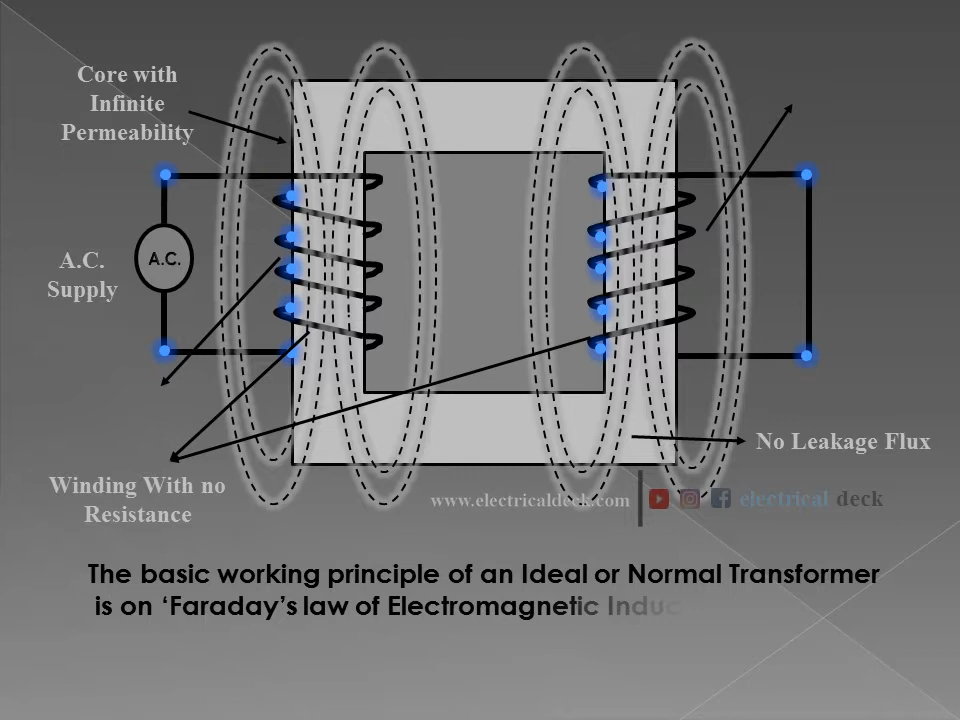 Core with
Infinite
Permeability
A.C.
A.C.
Supply
No Leakage Flux
Winding With no
Resistance
www.electricaldeck.com
electrical deck
The basic working principle of an Ideal or Normal Transformer
is on ‘Faraday’s law of Electromagnetic